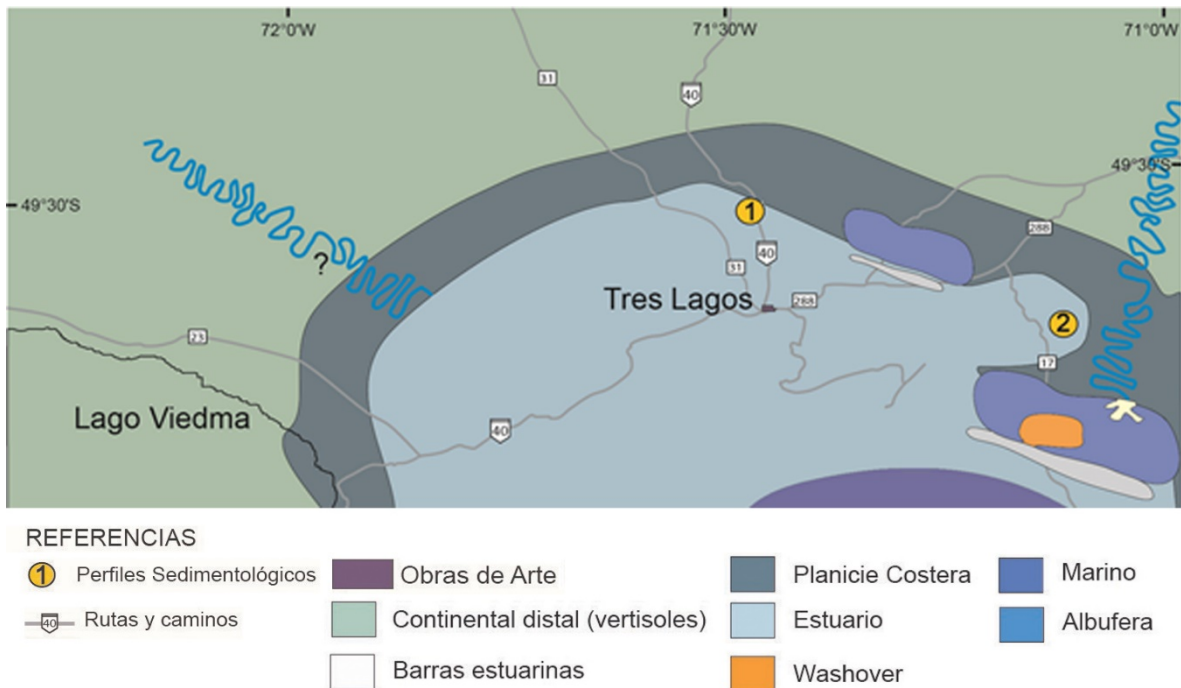 72°0'W 71°30'W 71°0'W
31
40
49°30'S
49°30'S
1
288
?
31 40
Tres Lagos 288
2
23
17
Lago Viedma
40
REFERENCIAS
1 Perfiles Sedimentológicos
40 Rutas y caminos
Obras de Arte
Continental distal (vertisoles)
Barras estuarinas
Planicie Costera
Estuario
Washover
Marino
Albufera